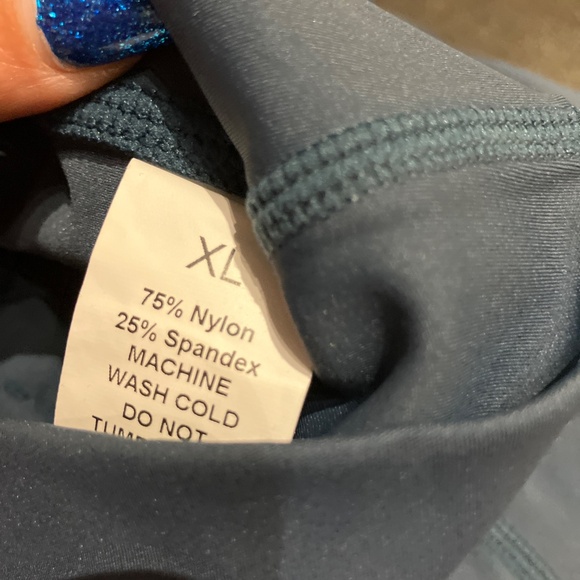 XL
75% Nylon
25% Spandex
MACHINE
WASH COLD
DO NOT